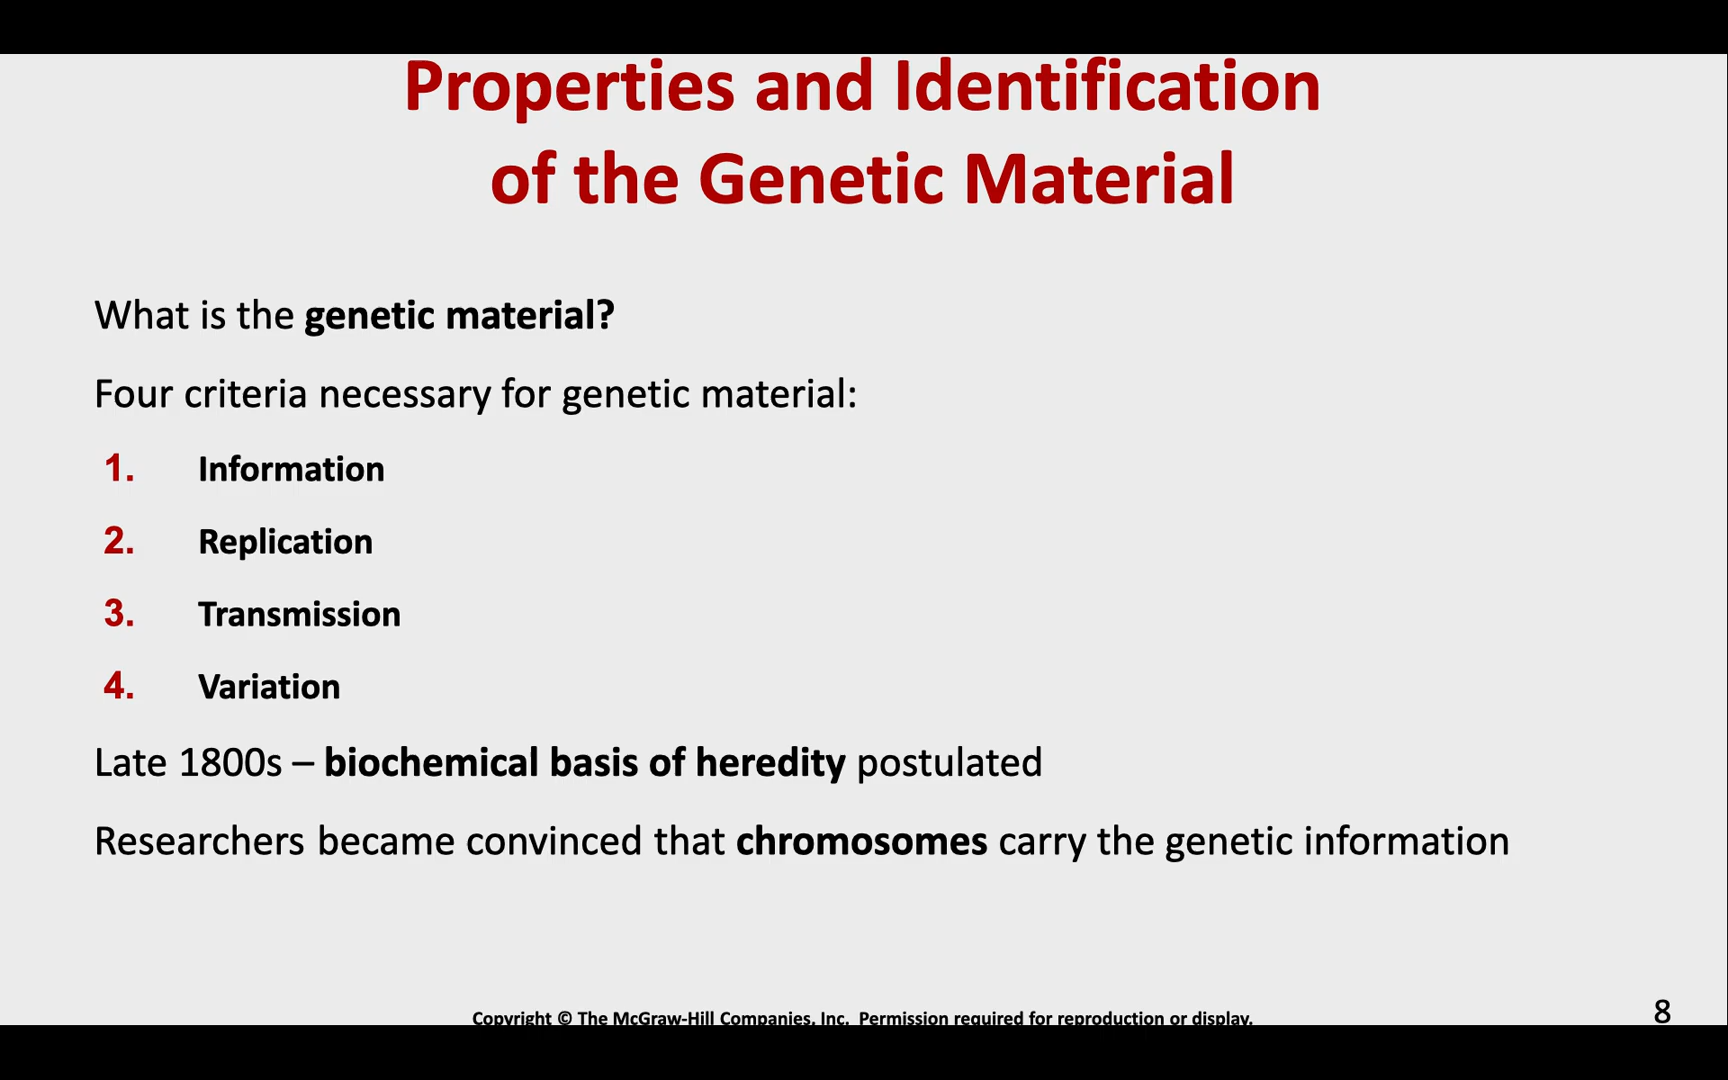 Properties and Identification
of the Genetic Material
What is the genetic material?
Four criteria necessary for genetic material:
1. Information
2. Replication
3. Transmission
4. Variation
Late 1800s – biochemical basis of heredity postulated
Researchers became convinced that chromosomes carry the genetic information
Copyright © The McGraw-Hill Companies, Inc. Permission required for reproduction or display.
8